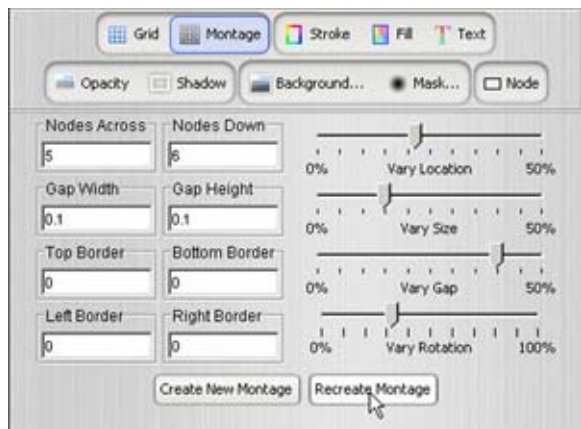 Grid Montage Stroke Fill Text
Opacity Shadow Background... Mask... Node
Nodes Across Nodes Down
5 6
0% Vary Location 50%
Gap Width Gap Height
0.1 0.1
0% Vary Size 50%
Top Border Bottom Border
0 0
0% Vary Gap 50%
Left Border Right Border
0 0
0% Vary Rotation 100%
Create New Montage Recreate Montage